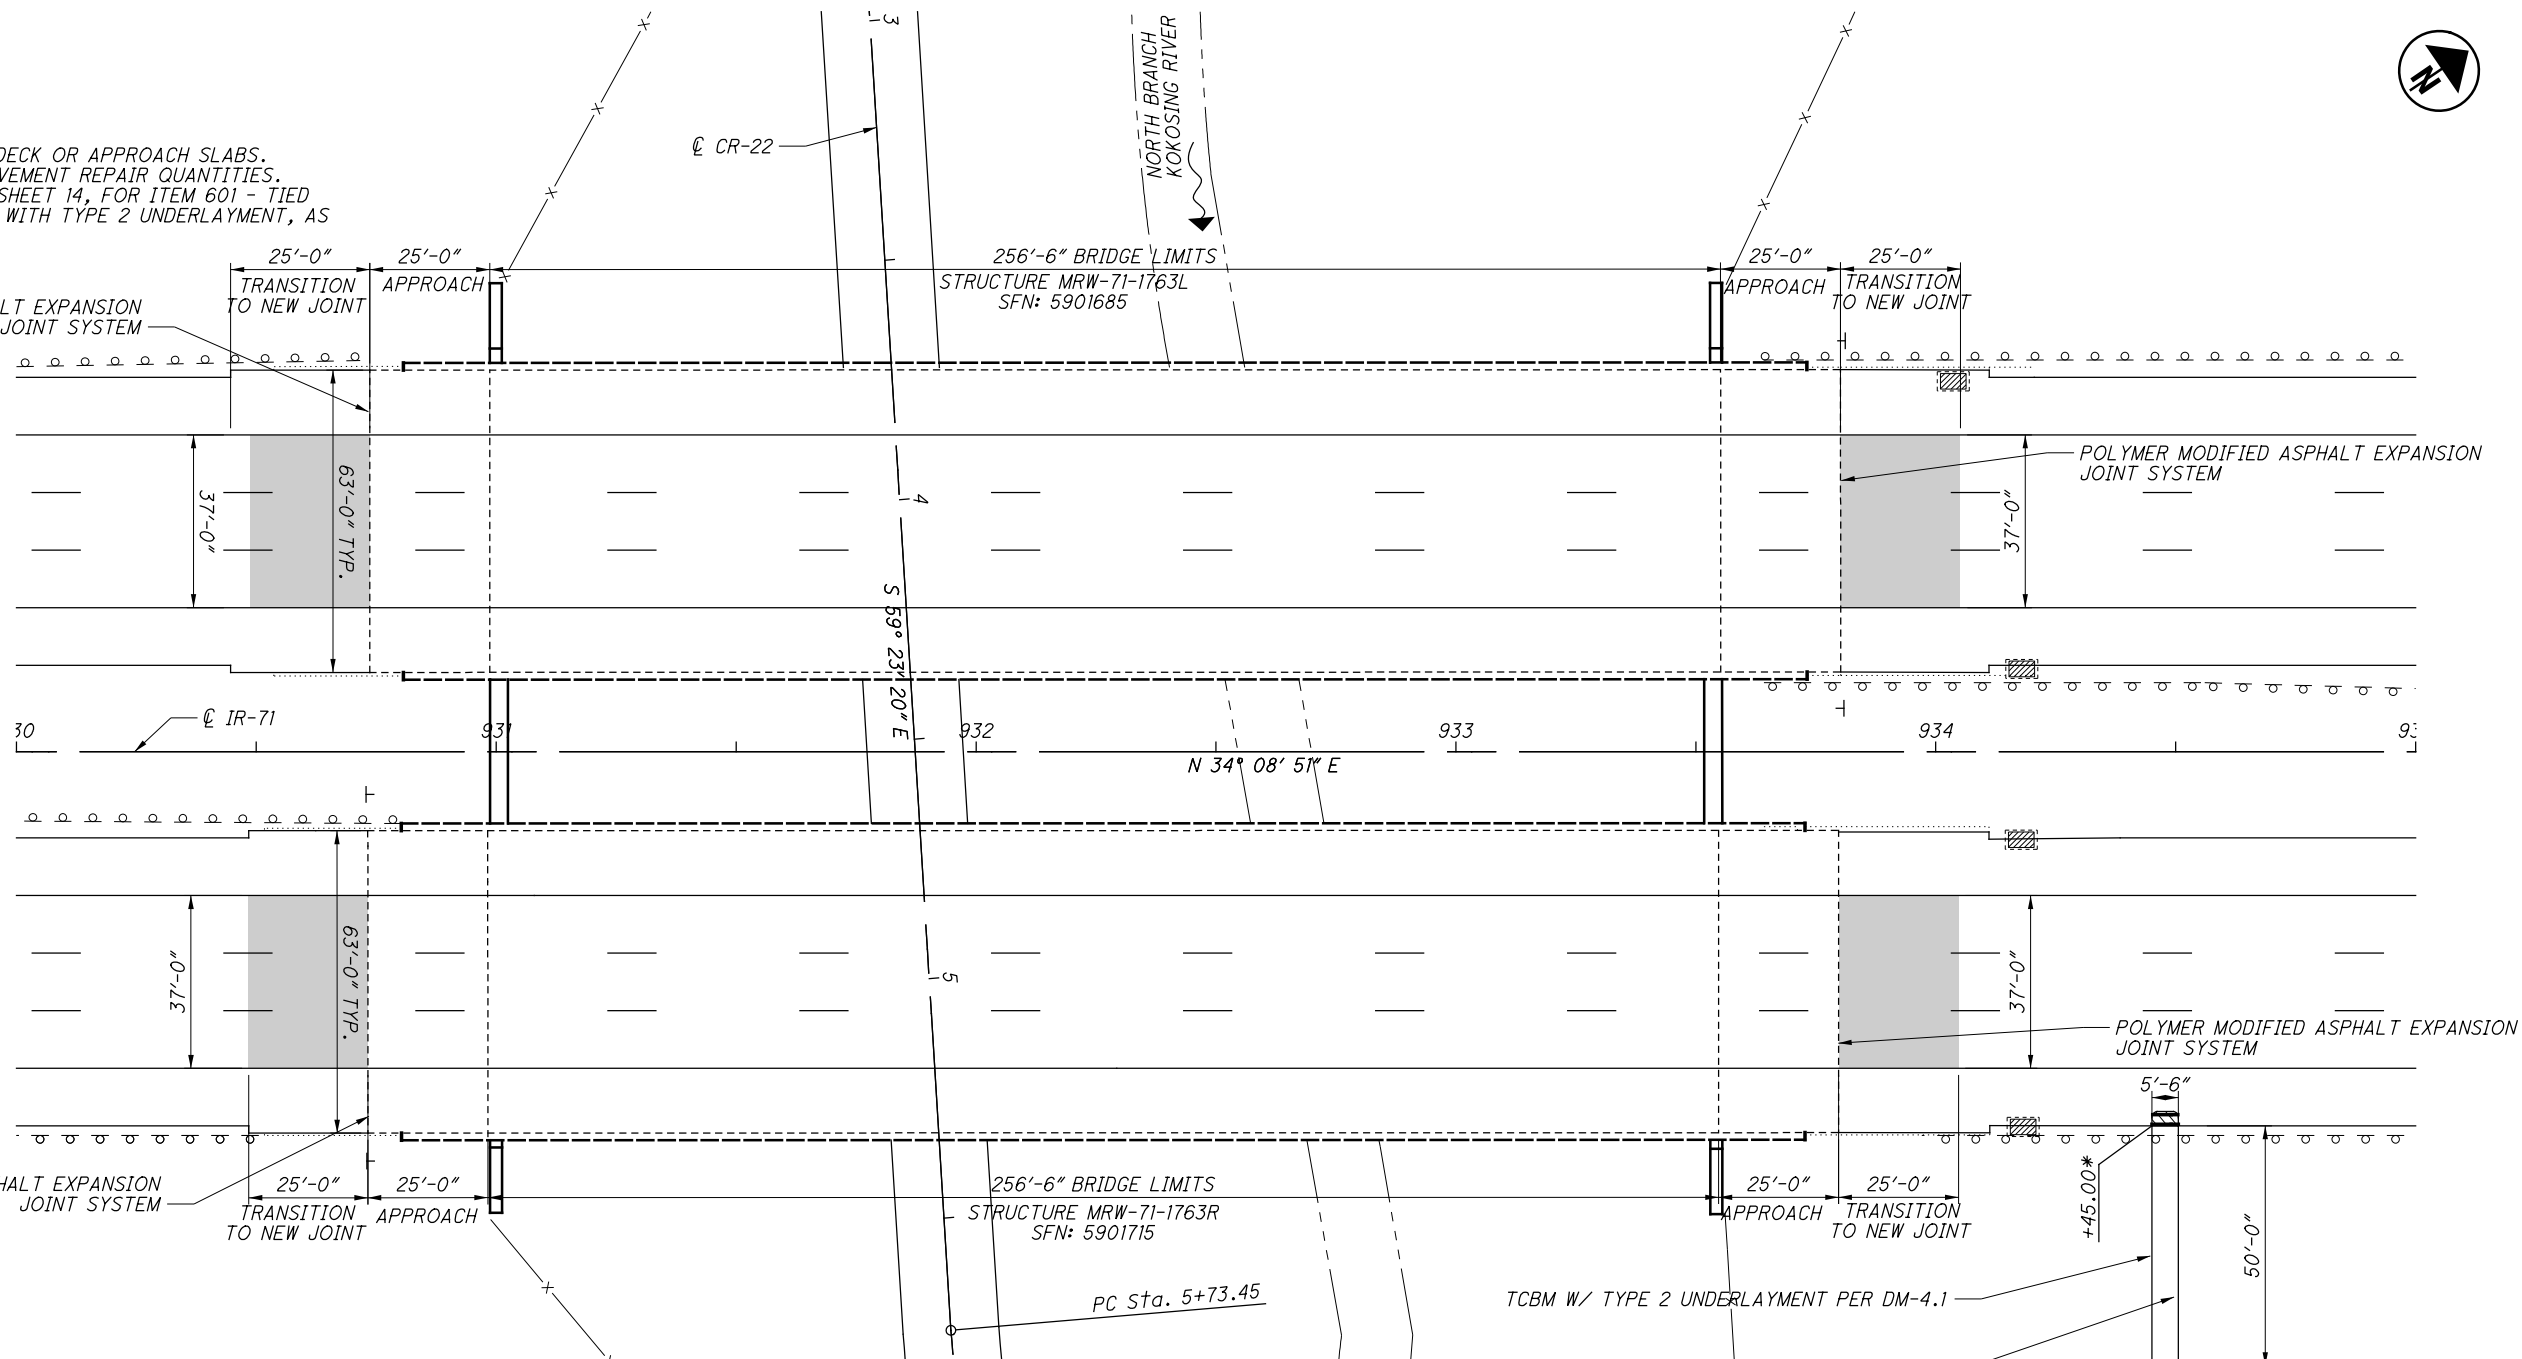 DECK OR APPROACH SLABS.
VEMENT REPAIR QUANTITIES.
SHEET 14, FOR ITEM 601 - TIED
WITH TYPE 2 UNDERLAYMENT, AS
3
NORTH BRANCH
KOKOSING RIVER
N
℄ CR-22
25'-0"
TRANSITION
TO NEW JOINT
25'-0"
APPROACH
256'-6" BRIDGE LIMITS
STRUCTURE MRW-71-1763L
SFN: 5901685
25'-0"
APPROACH
25'-0"
TRANSITION
TO NEW JOINT
LT EXPANSION
JOINT SYSTEM
37'-0"
63'-0" TYP.
4
37'-0"
POLYMER MODIFIED ASPHALT EXPANSION
JOINT SYSTEM
S 59° 23' 20" E
℄ IR-71
30
931
932
933
934
93
N 34° 08' 51" E
37'-0"
63'-0" TYP.
5
37'-0"
POLYMER MODIFIED ASPHALT EXPANSION
JOINT SYSTEM
5'-6"
HALT EXPANSION
JOINT SYSTEM
25'-0"
TRANSITION
TO NEW JOINT
25'-0"
APPROACH
256'-6" BRIDGE LIMITS
STRUCTURE MRW-71-1763R
SFN: 5901715
25'-0"
APPROACH
25'-0"
TRANSITION
TO NEW JOINT
+45.00*
50'-0"
PC Sta. 5+73.45
TCBM W/ TYPE 2 UNDERLAYMENT PER DM-4.1